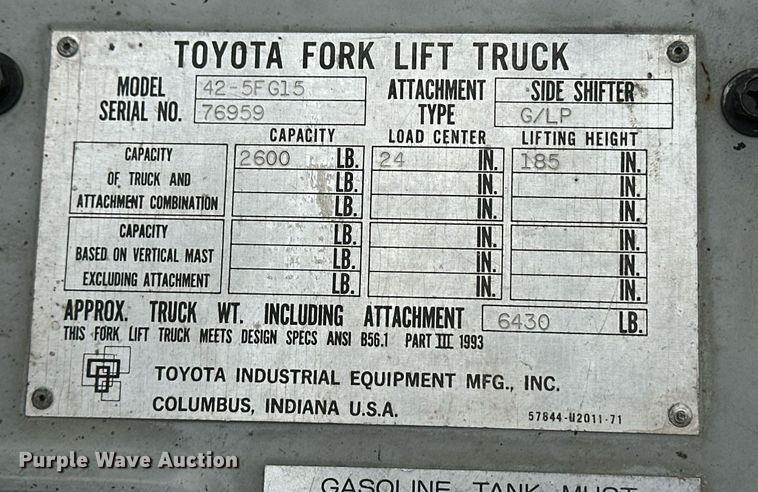 TOYOTA FORK LIFT TRUCK
MODEL 42-5FG15 ATTACHMENT SIDE SHIFTER
SERIAL NO. 76959 TYPE G/LP
CAPACITY LOAD CENTER LIFTING HEIGHT
CAPACITY 2600 LB. 24 IN. 185 IN.
OF TRUCK AND LB. IN. IN.
ATTACHMENT COMBINATION LB. IN. IN.
CAPACITY LB. IN. IN.
BASED ON VERTICAL MAST LB. IN. IN.
EXCLUDING ATTACHMENT LB. IN. IN.
APPROX. TRUCK WT. INCLUDING ATTACHMENT 6430 LB.
THIS FORK LIFT TRUCK MEETS DESIGN SPECS ANSI B56.1 PART III 1993
TOYOTA INDUSTRIAL EQUIPMENT MFG., INC.
COLUMBUS, INDIANA U.S.A.
57844-U2011-71
Purple Wave Auction
GASOLINE TANK MUST